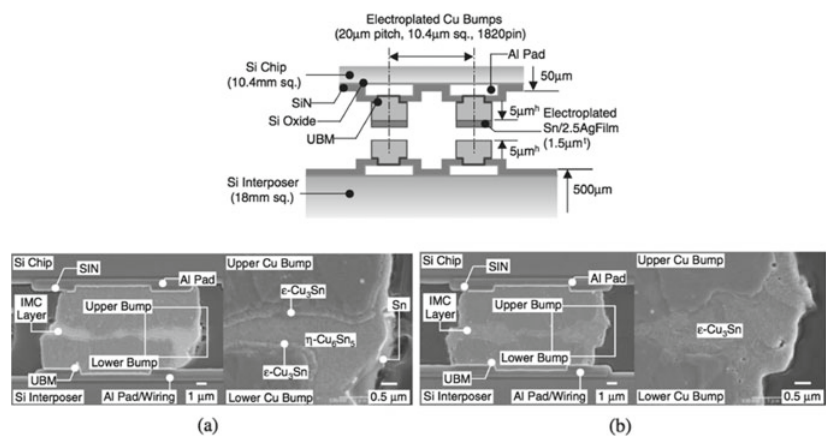 Electroplated Cu Bumps
(20μm pitch, 10.4μm sq., 1820pin)
Al Pad
Si Chip
(10.4mm sq.)
50μm
SiN
Si Oxide
UBM
5μmʰ
Electroplated
Sn/2.5AgFilm
(1.5μmᵗ)
5μmʰ
Si Interposer
(18mm sq.)
500μm
Si Chip
SIN
Al Pad
IMC
Layer
Upper Bump
Lower Bump
UBM
Si Interposer
Al Pad/Wiring
1 μm
Upper Cu Bump
ε-Cu₃Sn
Sn
η-Cu₆Sn₅
ε-Cu₃Sn
Lower Cu Bump
0.5 μm
(a)
Si Chip
SIN
Al Pad
IMC
Layer
Upper Bump
Lower Bump
UBM
Si Interposer
Al Pad/Wiring
1 μm
Upper Cu Bump
ε-Cu₃Sn
Lower Cu Bump
0.5 μm
(b)